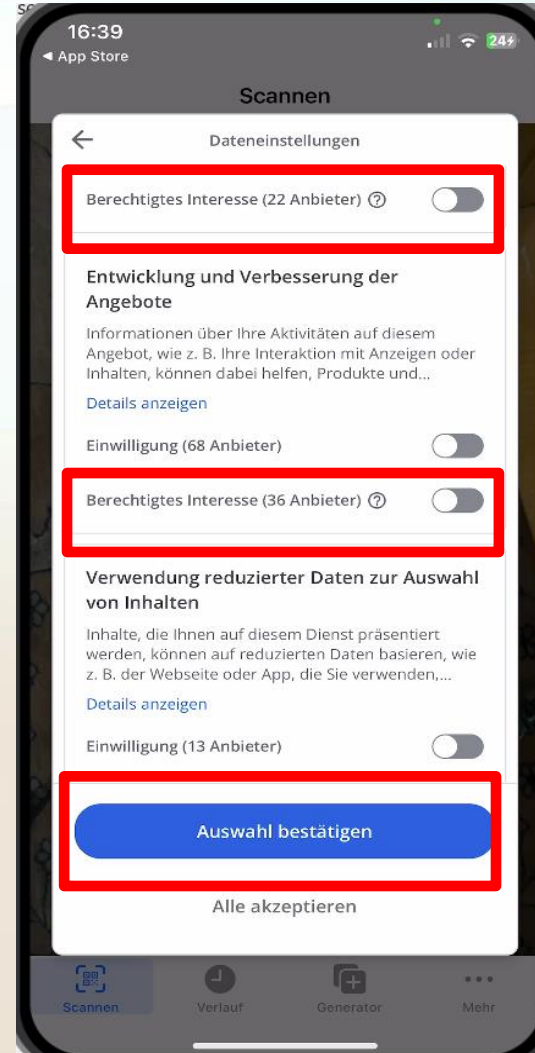 se
16:39
24
App Store
Scannen
Dateneinstellungen
Berechtigtes Interesse (22 Anbieter)
Entwicklung und Verbesserung der
Angebote
Informationen über Ihre Aktivitäten auf diesem
Angebot, wie z. B. Ihre Interaktion mit Anzeigen oder
Inhalten, können dabei helfen, Produkte und...
Details anzeigen
Einwilligung (68 Anbieter)
Berechtigtes Interesse (36 Anbieter)
Verwendung reduzierter Daten zur Auswahl
von Inhalten
Inhalte, die Ihnen auf diesem Dienst präsentiert
werden, können auf reduzierten Daten basieren, wie
z. B. der Webseite oder App, die Sie verwenden,...
Details anzeigen
Einwilligung (13 Anbieter)
Auswahl bestätigen
Alle akzeptieren
Scannen Verlauf Generator Mehr